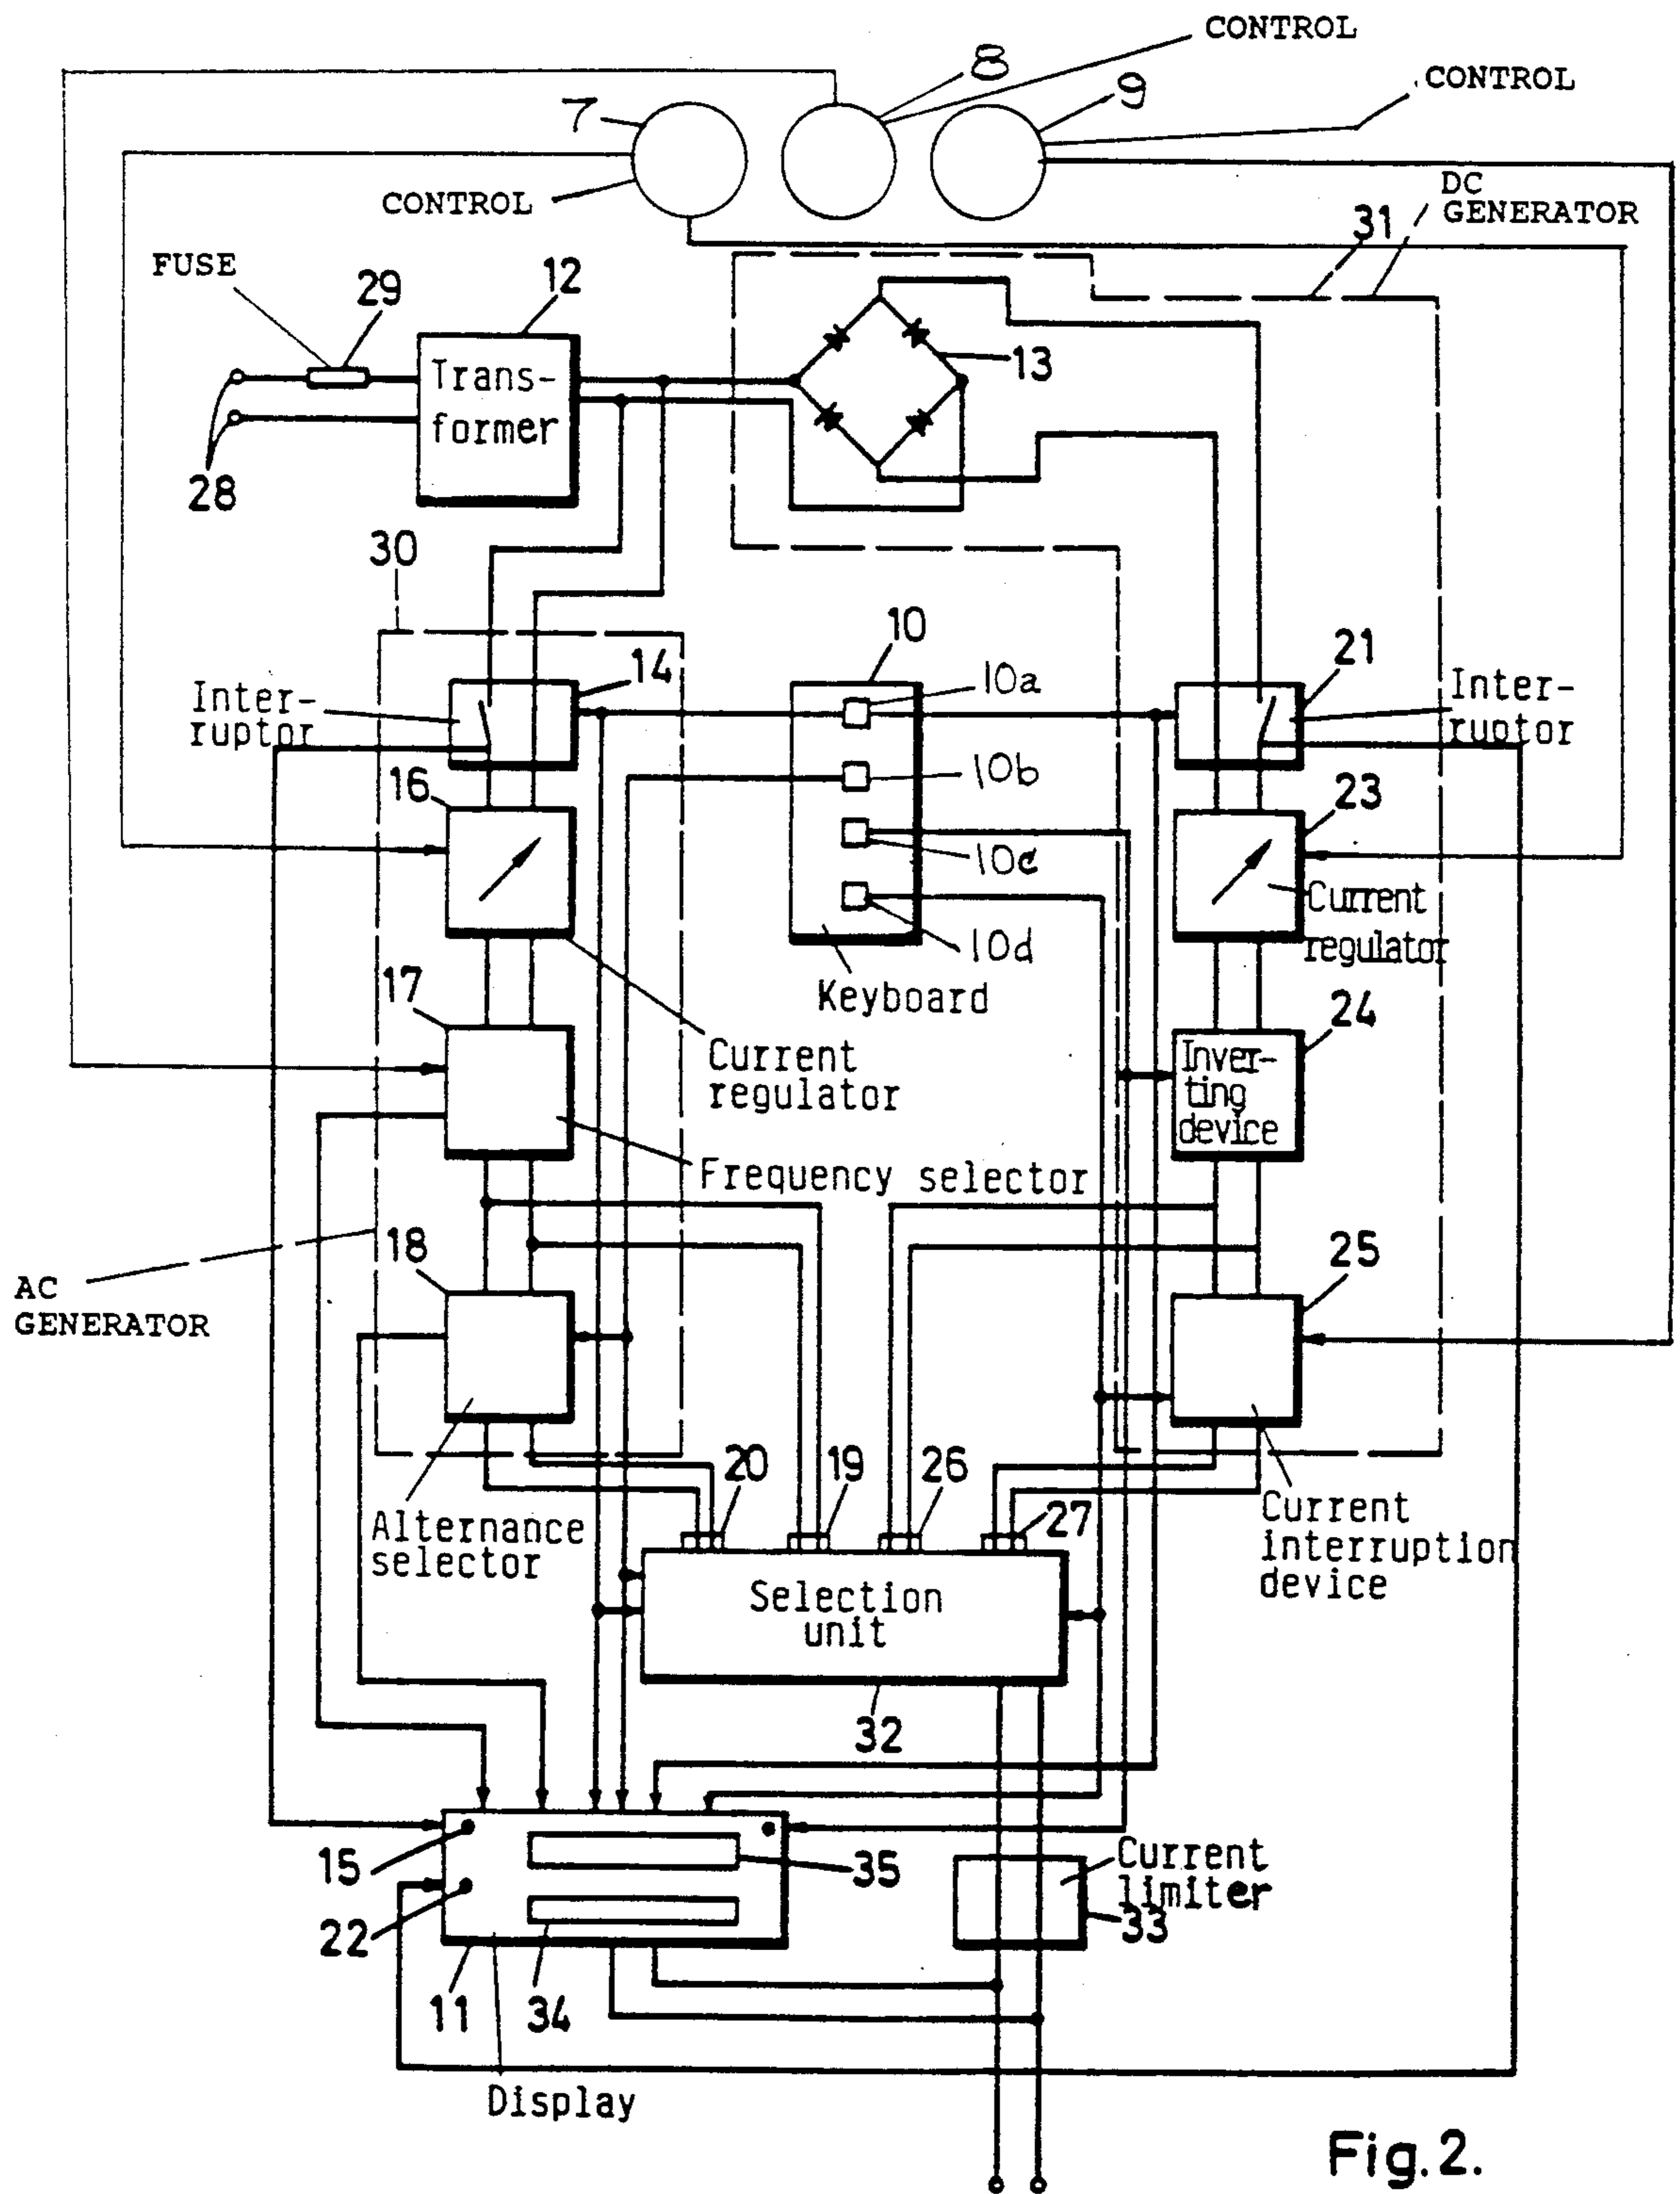 CONTROL
8
CONTROL
7
9
CONTROL
DC
GENERATOR
31
FUSE
29
12
Trans-
former
13
28
30
10
14
10a
21
Inter-
ruptor
Inter-
ruptor
10b
16
23
10c
Current
regulator
10d
17
Keyboard
24
Current
regulator
Inver-
ting
device
Frequency selector
18
25
AC
GENERATOR
20
19
26
27
Alternance
selector
Current
interruption
device
Selection
unit
32
15
35
Current
limiter
33
22
11
34
Display
Fig. 2.